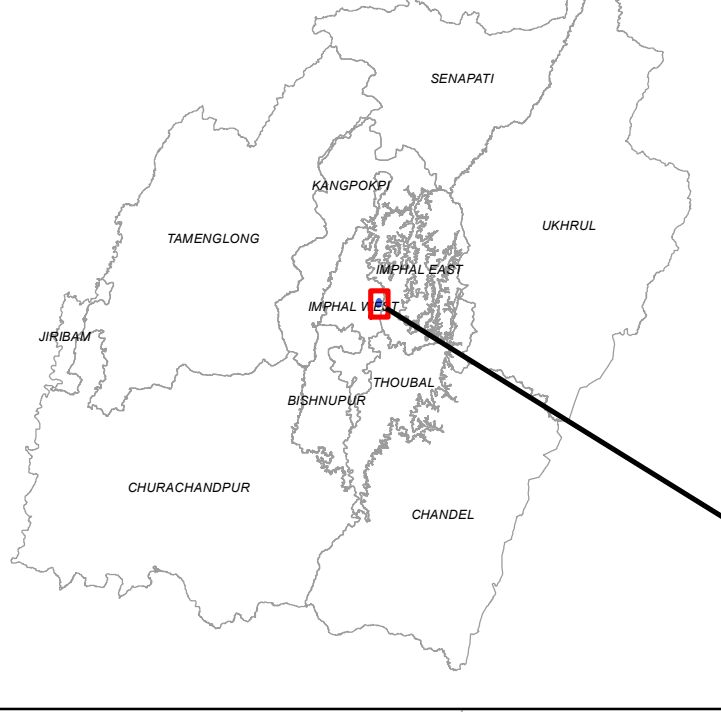 SENAPATI
KANGPOKPI
UKHRUL
TAMENGLONG
IMPHAL EAST
IMPHAL WEST
JIRIBAM
THOUBAL
BISHNUPUR
CHURACHANDPUR
CHANDEL